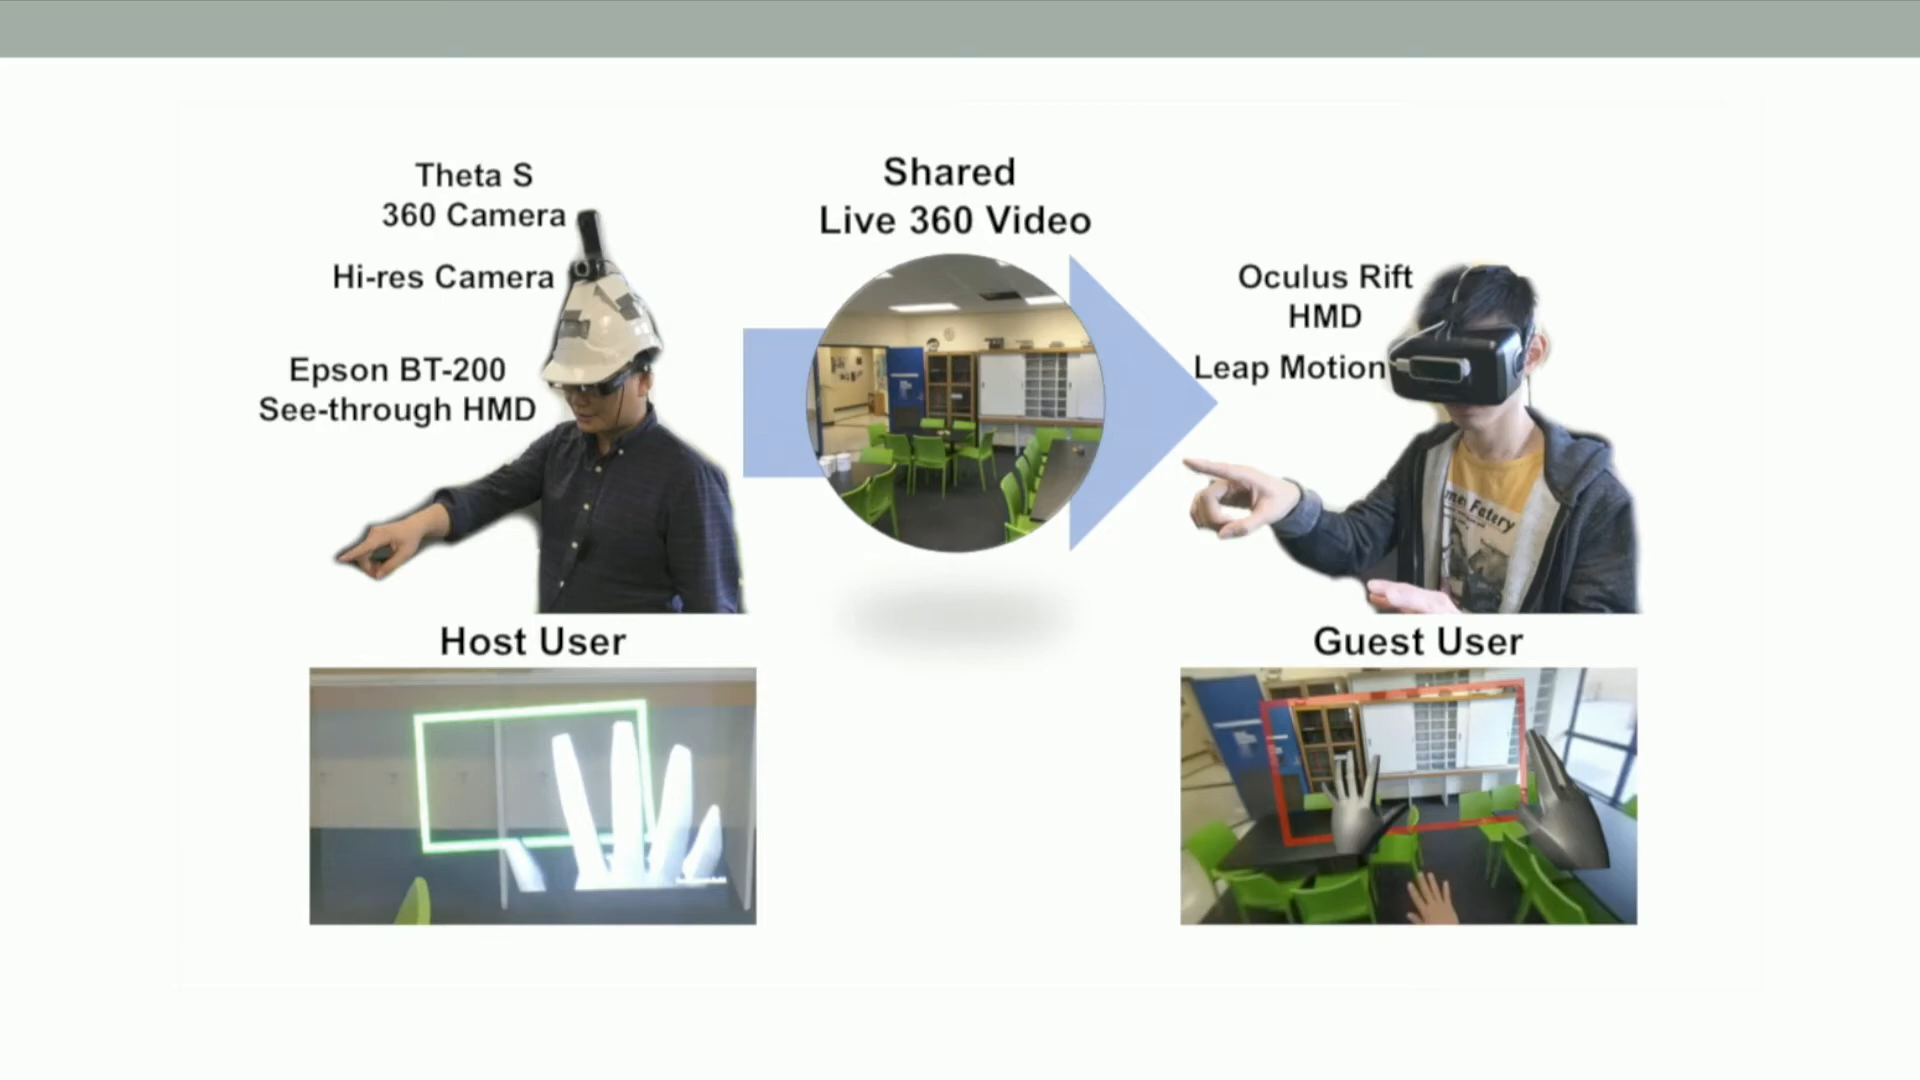 Theta S
360 Camera
Hi-res Camera
Epson BT-200
See-through HMD
Shared
Live 360 Video
Oculus Rift
HMD
Leap Motion
Host User
Guest User